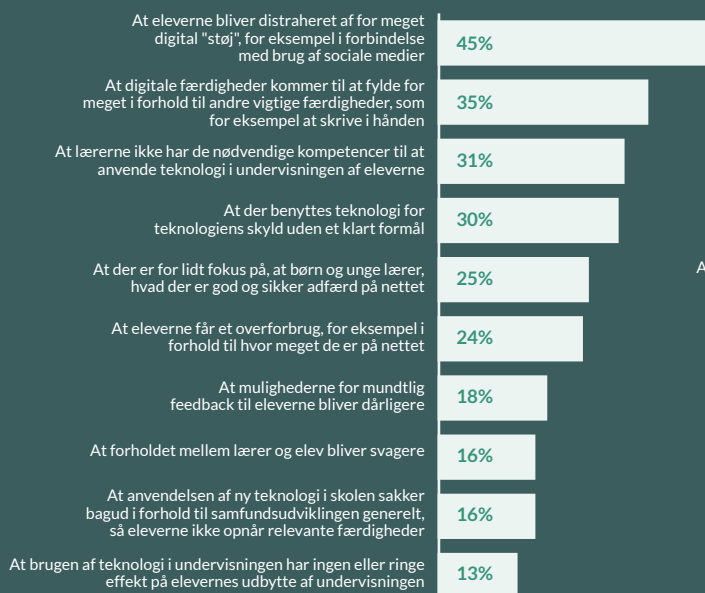 At eleverne bliver distraheret af for meget
digital "støj", for eksempel i forbindelse
med brug af sociale medier
45%
At digitale færdigheder kommer til at fylde for
meget i forhold til andre vigtige færdigheder, som
for eksempel at skrive i hånden
35%
At lærerne ikke har de nødvendige kompetencer til at
anvende teknologi i undervisningen af eleverne
31%
At der benyttes teknologi for
teknologiens skyld uden et klart formål
30%
At der er for lidt fokus på, at børn og unge lærer,
hvad der er god og sikker adfærd på nettet
25%
A
At eleverne får et overforbrug, for eksempel i
forhold til hvor meget de er på nettet
24%
At mulighederne for mundtlig
feedback til eleverne bliver dårligere
18%
At forholdet mellem lærer og elev bliver svagere
16%
At anvendelsen af ny teknologi i skolen sakker
bagud i forhold til samfundsudviklingen generelt,
så eleverne ikke opnår relevante færdigheder
16%
At brugen af teknologi i undervisningen har ingen eller ringe
effekt på elevernes udbytte af undervisningen
13%